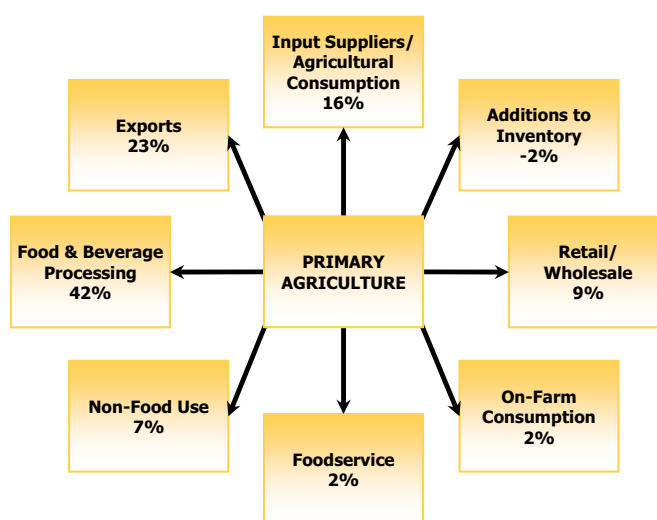 Input Suppliers/
Agricultural
Consumption
16%
Exports
23%
Additions to
Inventory
-2%
Food & Beverage
Processing
42%
PRIMARY
AGRICULTURE
Retail/
Wholesale
9%
Non-Food Use
7%
Foodservice
2%
On-Farm
Consumption
2%